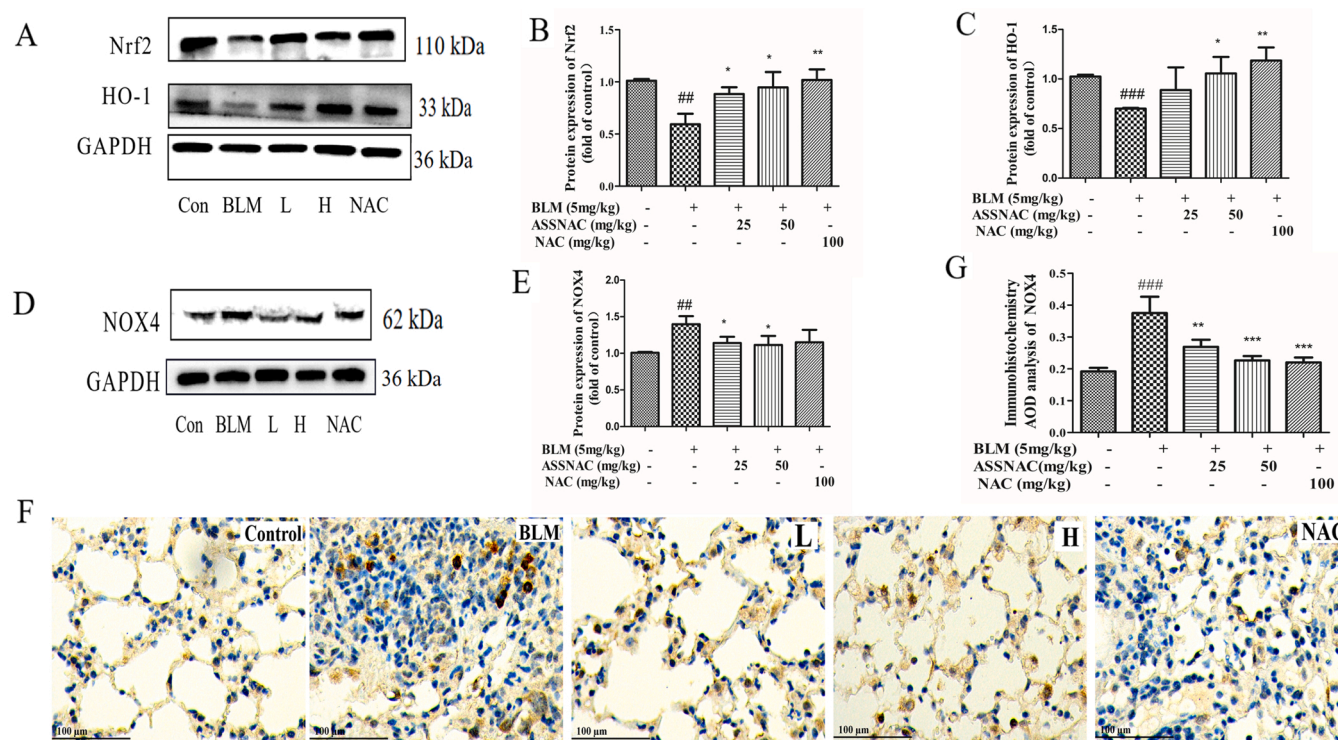 A
Nrf2
110 kDa
HO-1
33 kDa
GAPDH
36 kDa
Con BLM L H NAC
B
Protein expression of Nrf2
(fold of control)
1.5
1.0
0.5
0.0
##
*
*
**
BLM (5mg/kg) - + + + +
ASSNAC (mg/kg) - - 25 50 -
NAC (mg/kg) - - - - 100
C
Protein expression of HO-1
(fold of control)
1.5
1.0
0.5
0.0
###
*
**
BLM (5mg/kg) - + + + +
ASSNAC (mg/kg) - - 25 50 -
NAC (mg/kg) - - - - 100
D
NOX4
62 kDa
GAPDH
36 kDa
Con BLM L H NAC
E
Protein expression of NOX4
(fold of control)
2.0
1.5
1.0
0.5
0.0
##
*
*
BLM (5mg/kg) - + + + +
ASSNAC (mg/kg) - - 25 50 -
NAC (mg/kg) - - - - 100
G
Immunohistochemistry
AOD analysis of NOX4
0.5
0.4
0.3
0.2
0.1
0.0
###
**
***
***
BLM (5mg/kg) - + + + +
ASSNAC(mg/kg) - - 25 50 -
NAC (mg/kg) - - - - 100
F
Control
100 μm
BLM
100 μm
L
100 μm
H
100 μm
NAC
100 μm